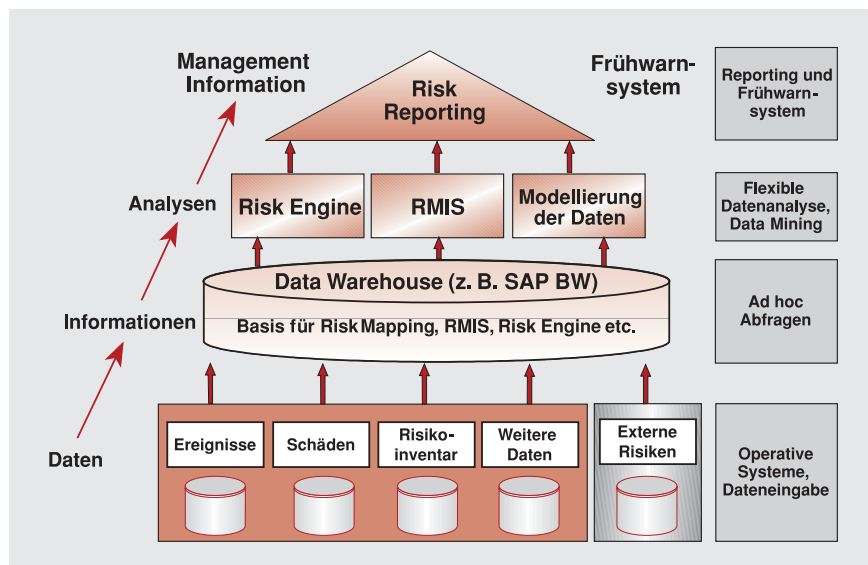 Management
Information
Risk
Reporting
Frühwarn-
system
Reporting und
Frühwarn-
system
Analysen
Risk Engine
RMIS
Modellierung
der Daten
Flexible
Datenanalyse,
Data Mining
Informationen
Data Warehouse (z. B. SAP BW)
Basis für Risk Mapping, RMIS, Risk Engine etc.
Ad hoc
Abfragen
Daten
Ereignisse
Schäden
Risiko-
inventar
Weitere
Daten
Externe
Risiken
Operative
Systeme,
Dateneingabe